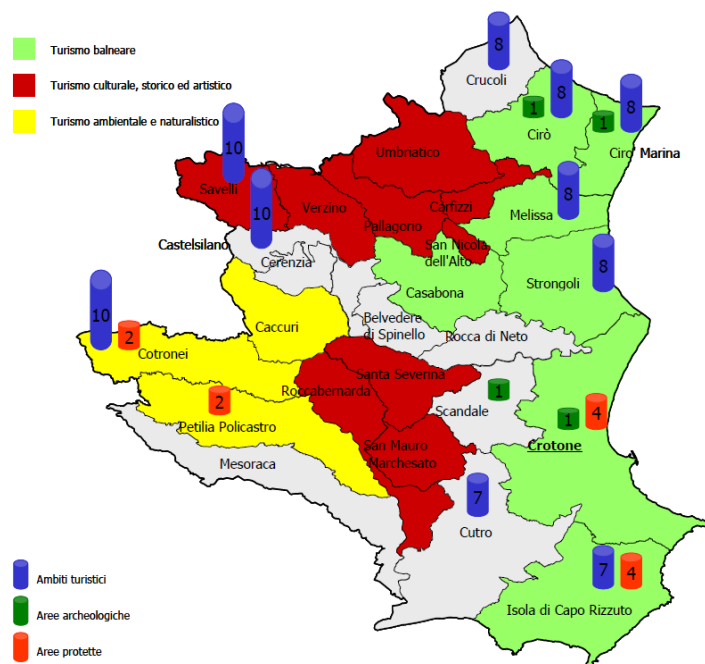 Turismo balneare
Turismo culturale, storico ed artistico
Turismo ambientale e naturalistico
8
Crucoli
8
1
Cirò
8
1
Ciro' Marina
10
Savelli
Umbriatico
Verzino
Carfizzi
Pallagorio
8
Melissa
10
Castelsilano
Cerenzia
San Nicola
dell'Alto
8
Strongoli
Casabona
10
2
Cotronei
Caccuri
Belvedere
di Spinello
Rocca di Neto
Santa Severina
Roccabernarda
1
Scandale
4
1
Crotone
2
Petilia Policastro
San Mauro
Marchesato
Mesoraca
7
Cutro
7
4
Isola di Capo Rizzuto
Ambiti turistici
Aree archeologiche
Aree protette